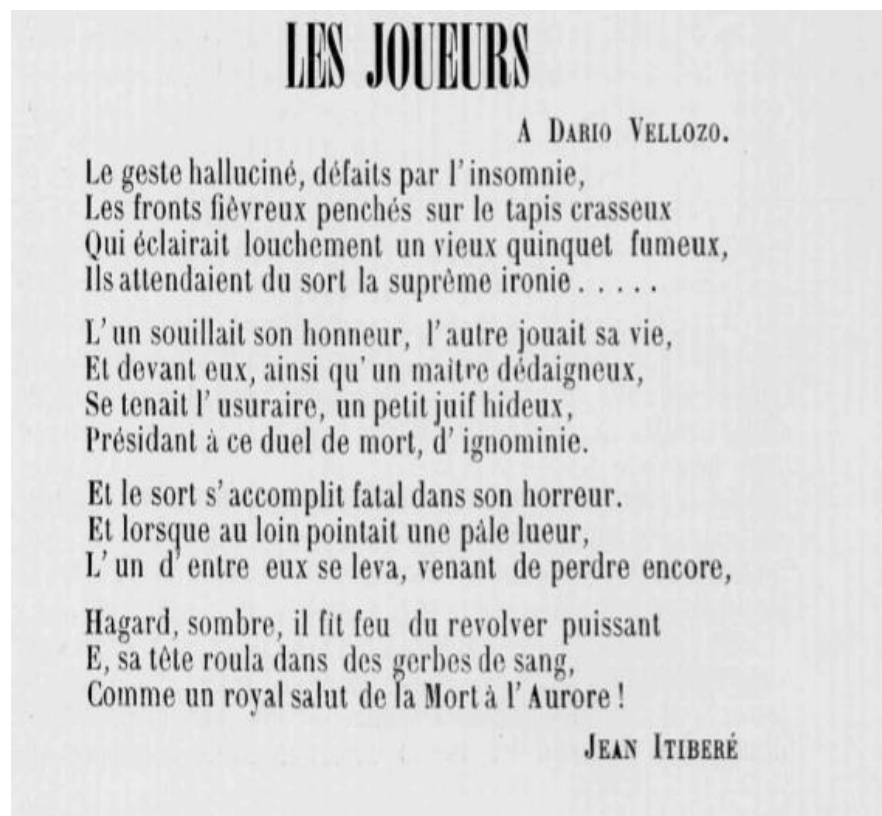 LES JOUEURS
A DARIO VELLOZO.
Le geste halluciné, défaits par l'insomnie,
Les fronts fièvreux penchés sur le tapis crasseux
Qui éclairait louchement un vieux quinquet fumeux,
Ils attendaient du sort la suprême ironie . . . . .
L'un souillait son honneur, l'autre jouait sa vie,
Et devant eux, ainsi qu'un maître dédaigneux,
Se tenait l'usuraire, un petit juif hideux,
Présidant à ce duel de mort, d'ignominie.
Et le sort s'accomplit fatal dans son horreur.
Et lorsque au loin pointait une pâle lueur,
L'un d'entre eux se leva, venant de perdre encore,
Hagard, sombre, il fit feu du revolver puissant
E, sa tête roula dans des gerbes de sang,
Comme un royal salut de la Mort à l'Aurore !
JEAN ITIBERÉ